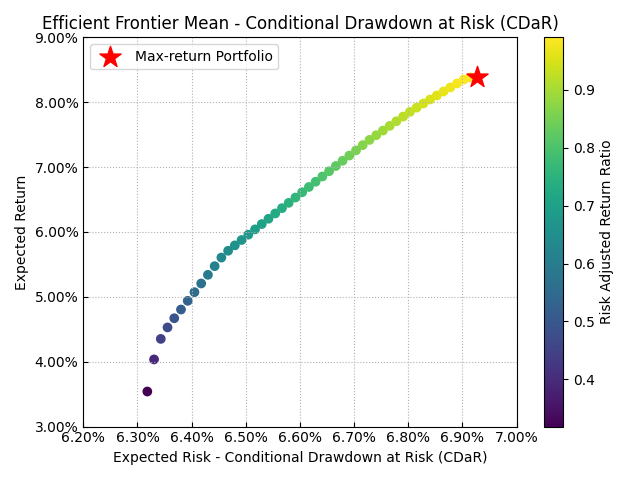 Efficient Frontier Mean - Conditional Drawdown at Risk (CDaR)
Max-return Portfolio
9.00%
8.00%
7.00%
6.00%
5.00%
4.00%
3.00%
Expected Return
6.20% 6.30% 6.40% 6.50% 6.60% 6.70% 6.80% 6.90% 7.00%
Expected Risk - Conditional Drawdown at Risk (CDaR)
0.9
0.8
0.7
0.6
0.5
0.4
Risk Adjusted Return Ratio